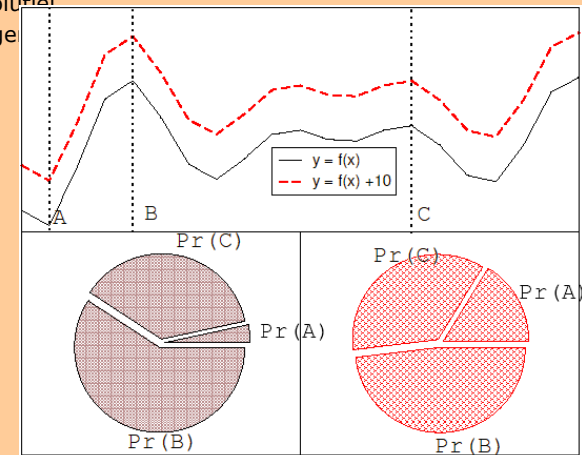 y = f(x)
y = f(x) +10
A
B
C
Pr(C)
Pr(A)
Pr(B)
Pr(C)
Pr(A)
Pr(B)